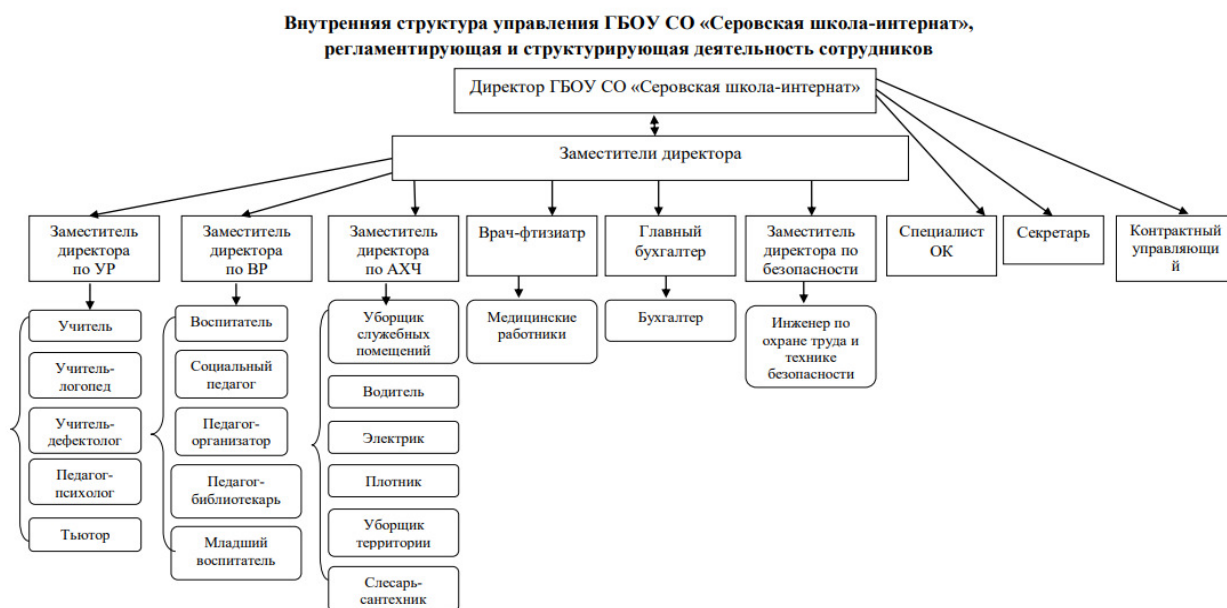 Внутренняя структура управления ГБОУ СО «Серовская школа-интернат»,
регламентирующая и структурирующая деятельность сотрудников
Директор ГБОУ СО «Серовская школа-интернат»
Заместители директора
Заместитель
директора
по УР
Заместитель
директора
по ВР
Заместитель
директора
по АХЧ
Врач-фтизиатр
Главный
бухгалтер
Заместитель
директора по
безопасности
Специалист
ОК
Секретарь
Контрактный
управляющи
й
Учитель
Учитель-
логопед
Учитель-
дефектолог
Педагог-
психолог
Тьютор
Воспитатель
Социальный
педагог
Педагог-
организатор
Педагог-
библиотекарь
Младший
воспитатель
Уборщик
служебных
помещений
Водитель
Электрик
Плотник
Уборщик
территории
Слесарь-
сантехник
Медицинские
работники
Бухгалтер
Инженер по
охране труда и
технике
безопасности